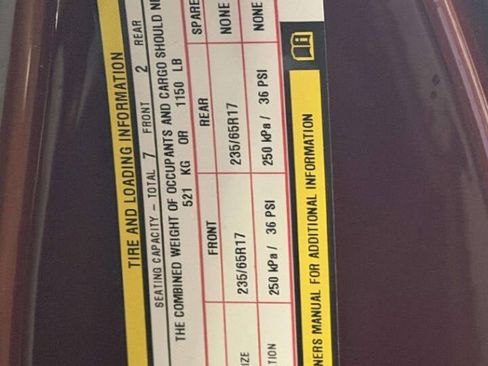 TIRE AND LOADING INFORMATION
SEATING CAPACITY – TOTAL 7 FRONT 2 REAR
THE COMBINED WEIGHT OF OCCUPANTS AND CARGO SHOULD NE
521 KG OR 1150 LB
FRONT REAR SPARE
IZE 235/65R17 235/65R17 NONE
TION 250 kPa / 36 PSI 250 kPa / 36 PSI NONE
NERS MANUAL FOR ADDITIONAL INFORMATION